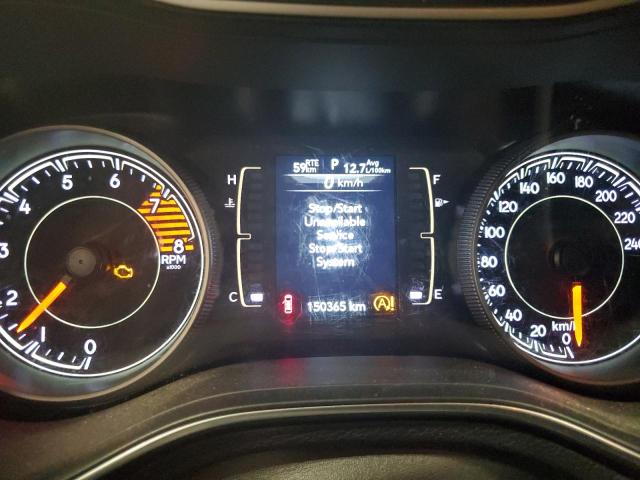 59 RTE km P 12.7 Avg L/100km
0 km/h
Stop/Start
Unavailable
Service
Stop/Start
System
150365 km A!
H
C
F
E
0 1 2 3 4 5 6 7 8
RPM
x1000
0 20 40 60 80 100 120 140 160 180 200 220 240
km/h